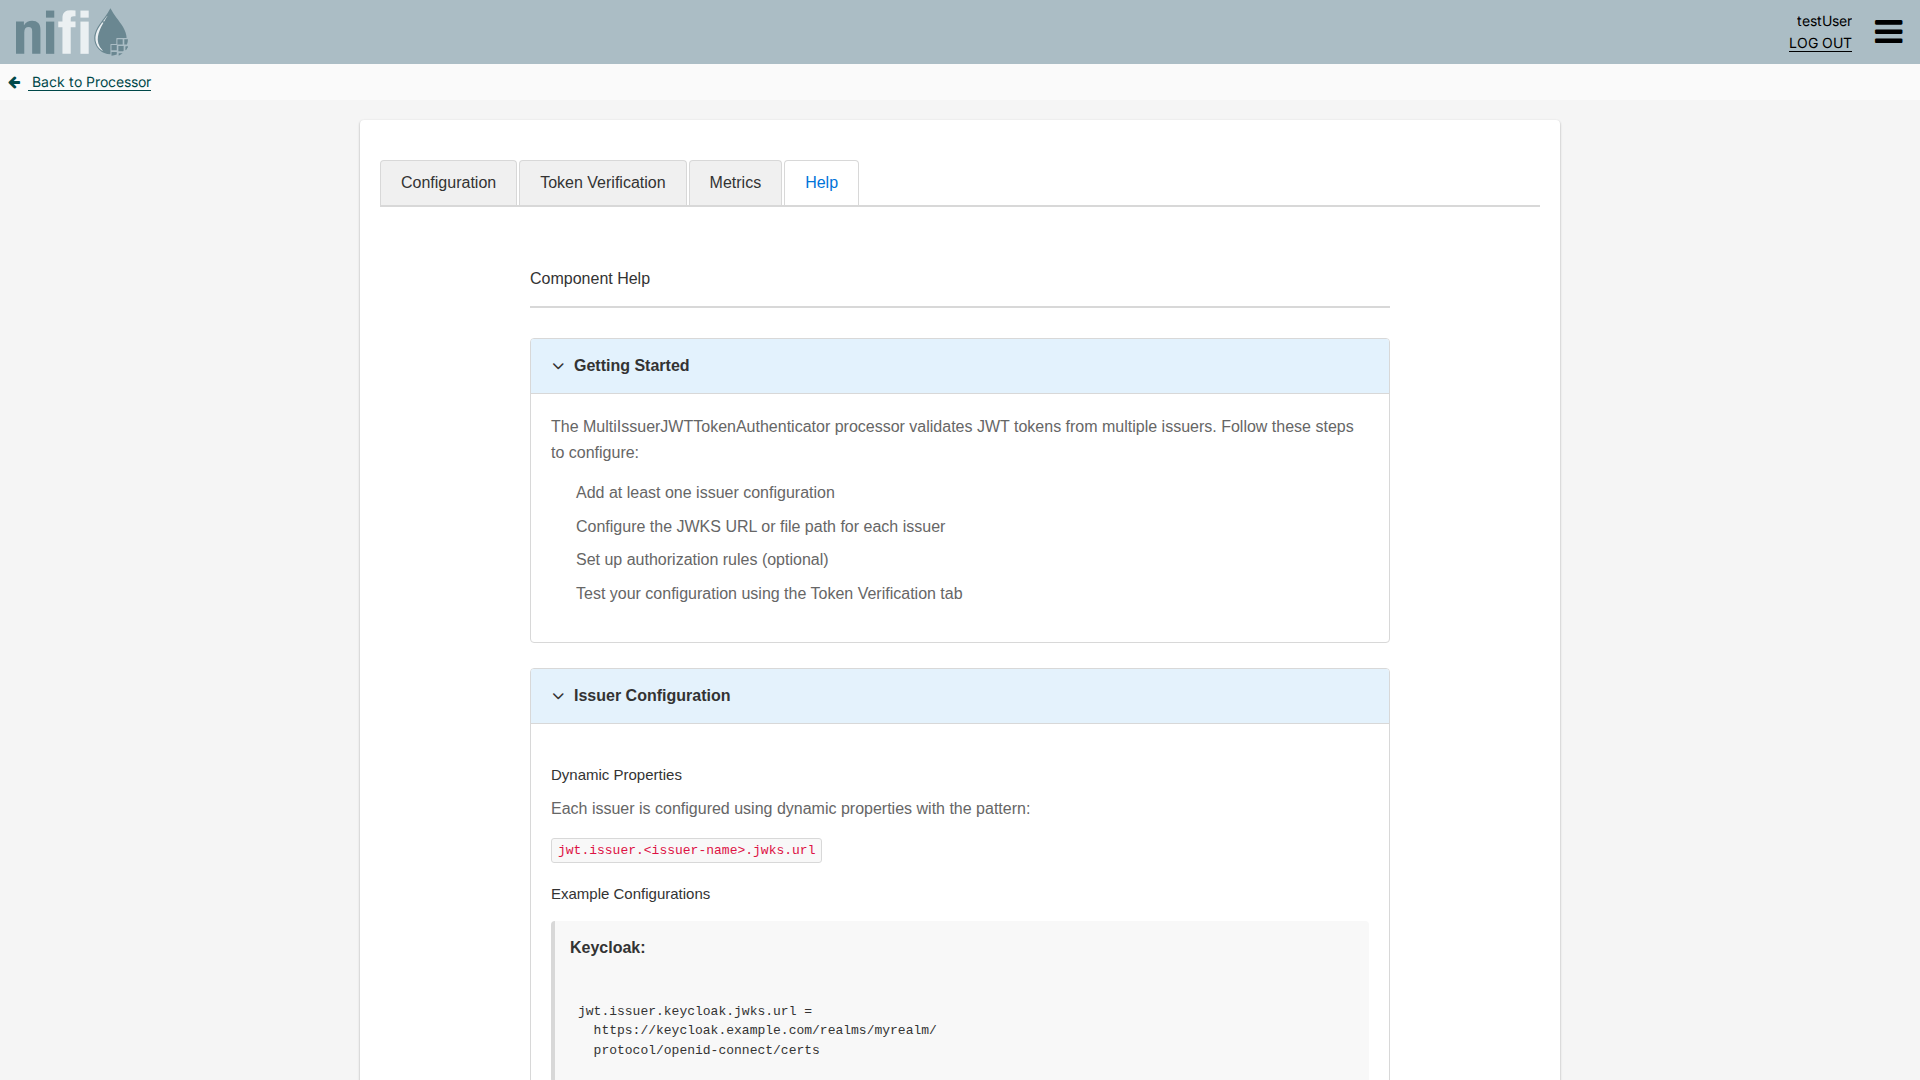 nifi
testUser
LOG OUT
Back to Processor
Configuration
Token Verification
Metrics
Help
Component Help
Getting Started
The MultiIssuerJWTTokenAuthenticator processor validates JWT tokens from multiple issuers. Follow these steps
to configure:
Add at least one issuer configuration
Configure the JWKS URL or file path for each issuer
Set up authorization rules (optional)
Test your configuration using the Token Verification tab
Issuer Configuration
Dynamic Properties
Each issuer is configured using dynamic properties with the pattern:
jwt.issuer.<issuer-name>.jwks.url
Example Configurations
Keycloak:
jwt.issuer.keycloak.jwks.url =
https://keycloak.example.com/realms/myrealm/
protocol/openid-connect/certs